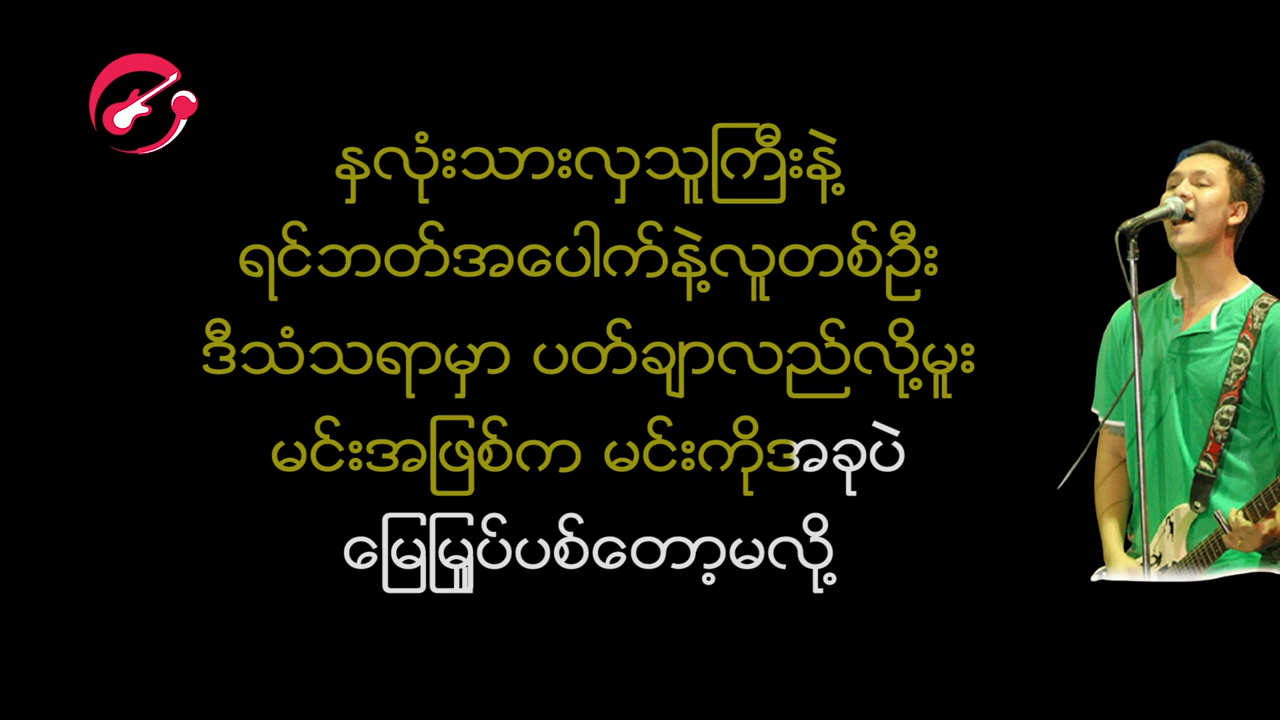 နှလုံးသားလှသူကြီးနဲ့
ရင်ဘတ်အပေါက်နဲ့လူတစ်ဦး
ဒီသံသရာမှာ ပတ်ချာလည်လို့မူး
မင်းအဖြစ်က မင်းကိုအခုပဲ
မြေမြှုပ်ပစ်တော့မလို့